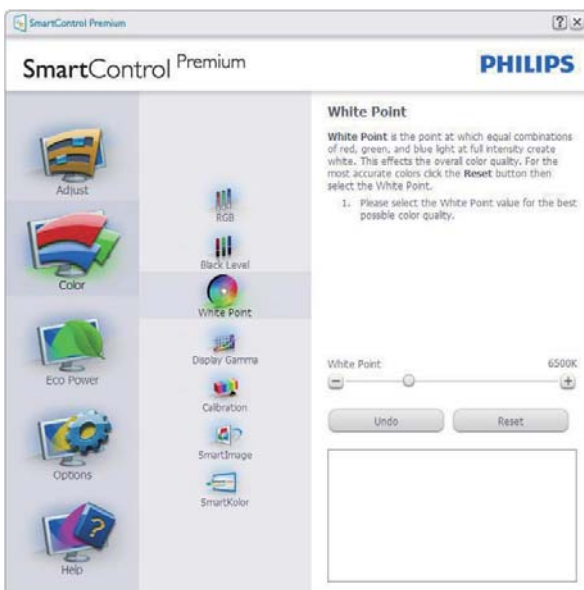 SmartControl Premium
SmartControl Premium
PHILIPS
Adjust
Color
Eco Power
Options
Help
RGB
Black Level
White Point
Display Gamma
Calibration
SmartImage
SmartKolor
White Point
White Point is the point at which equal combinations
of red, green, and blue light at full intensity create
white. This effects the overall color quality. For the
most accurate colors click the Reset button then
select the White Point.
1. Please select the White Point value for the best
possible color quality.
White Point 6500K
Undo Reset